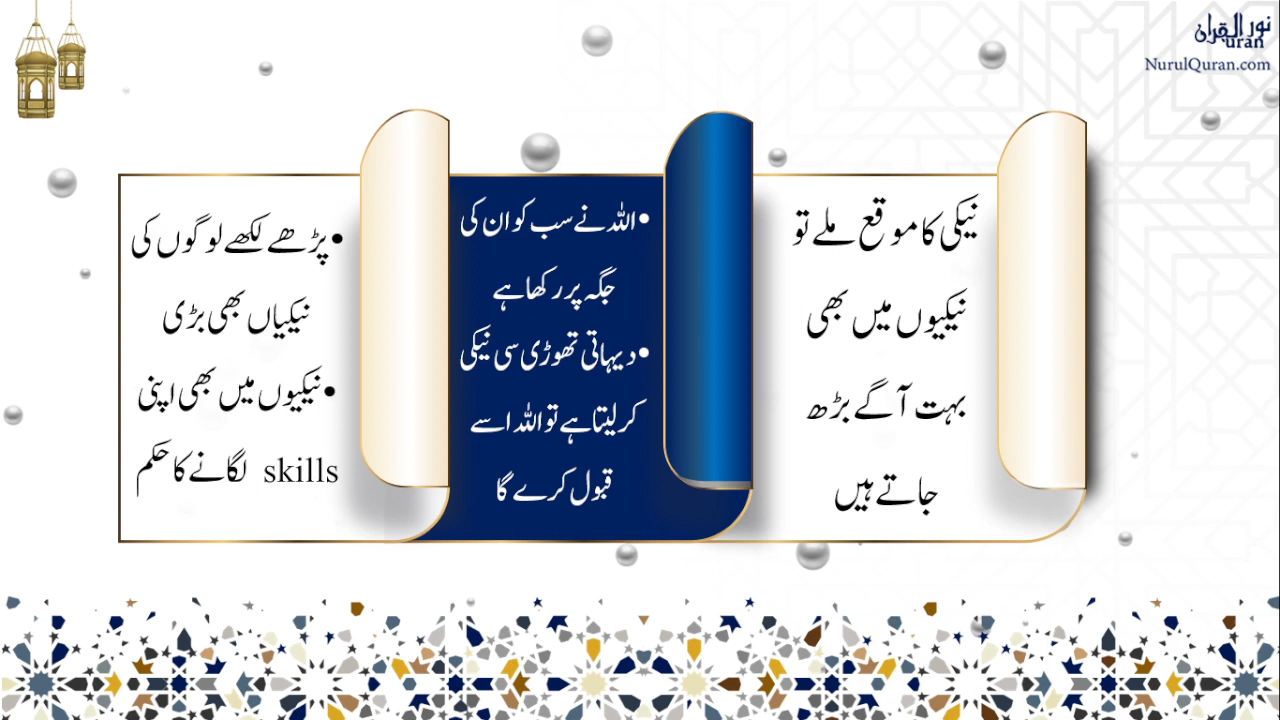 نور القرآن
uran
NurulQuran.com
نیکی کا موقع ملے تو
نیکیوں میں بھی
بہت آگے بڑھ
جاتے ہیں
•اللہ نے سب کو ان کی
جگہ پر رکھا ہے
•دیہاتی تھوڑی سی نیکی
کر لیتا ہے تو اللہ اسے
قبول کرے گا
•پڑھے لکھے لوگوں کی
نیکیاں بھی بڑی
•نیکیوں میں بھی اپنی
skills لگانے کا حکم